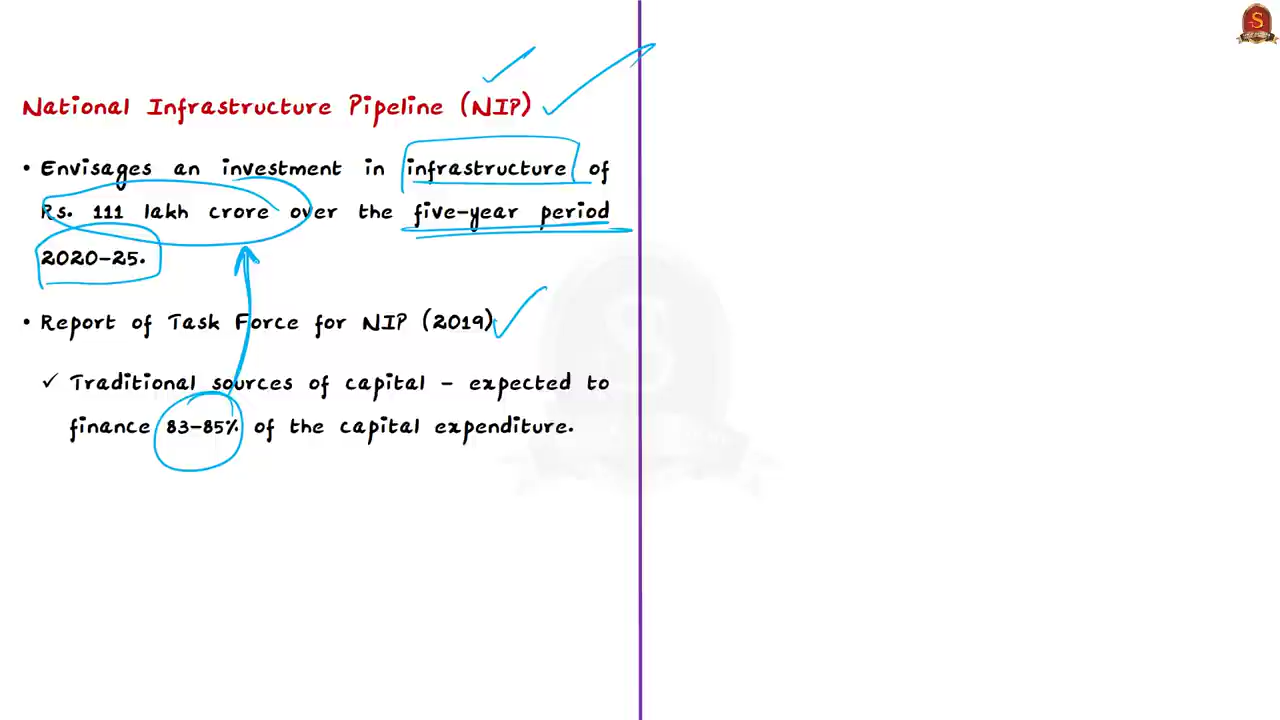 National Infrastructure Pipeline (NIP)
• Envisages an investment in infrastructure of
Rs. 111 lakh crore over the five-year period
2020-25.
• Report of Task Force for NIP (2019)
✓ Traditional sources of capital – expected to
finance 83-85% of the capital expenditure.